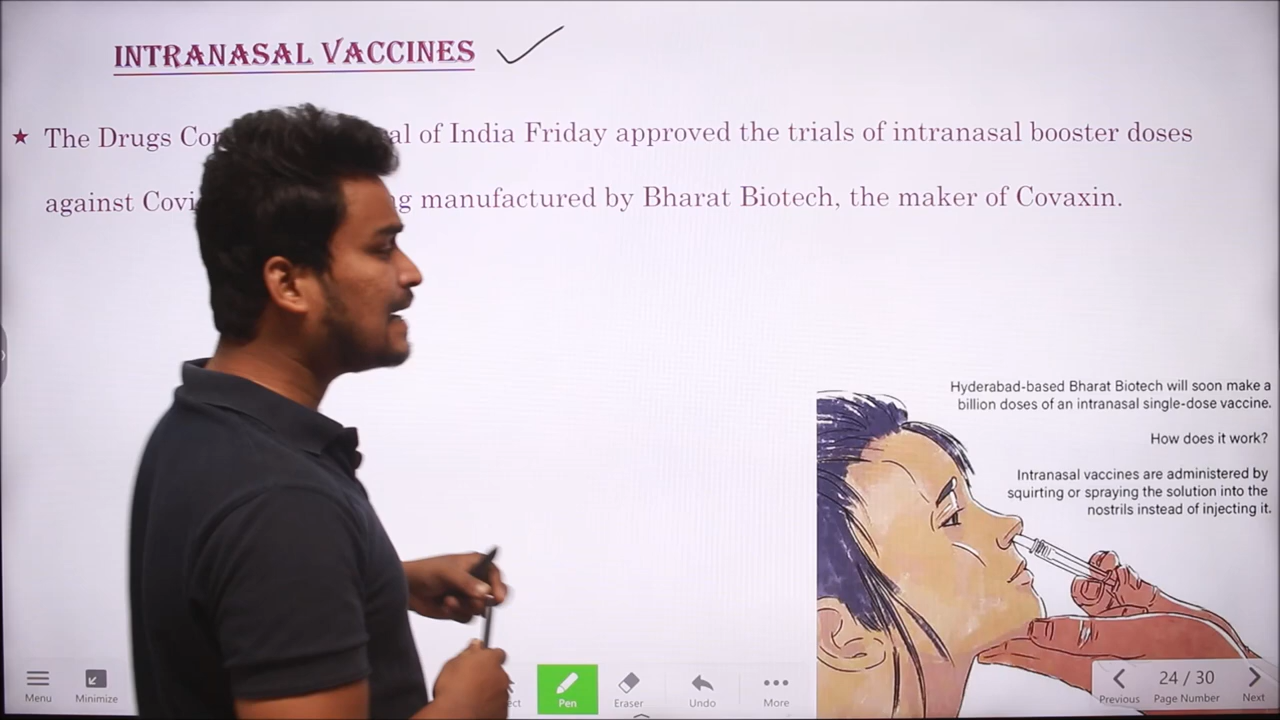 INTRANASAL VACCINES
★ The Drugs of India Friday approved the trials of intranasal booster doses
against manufactured by Bharat Biotech, the maker of Covaxin.
Hyderabad-based Bharat Biotech will soon make a
billion doses of an intranasal single-dose vaccine.
How does it work?
Intranasal vaccines are administered by
squirting or spraying the solution into the
nostrils instead of injecting it.
Menu
Minimize
Pen
Eraser
Undo
More
Previous
24 / 30
Page Number
Next